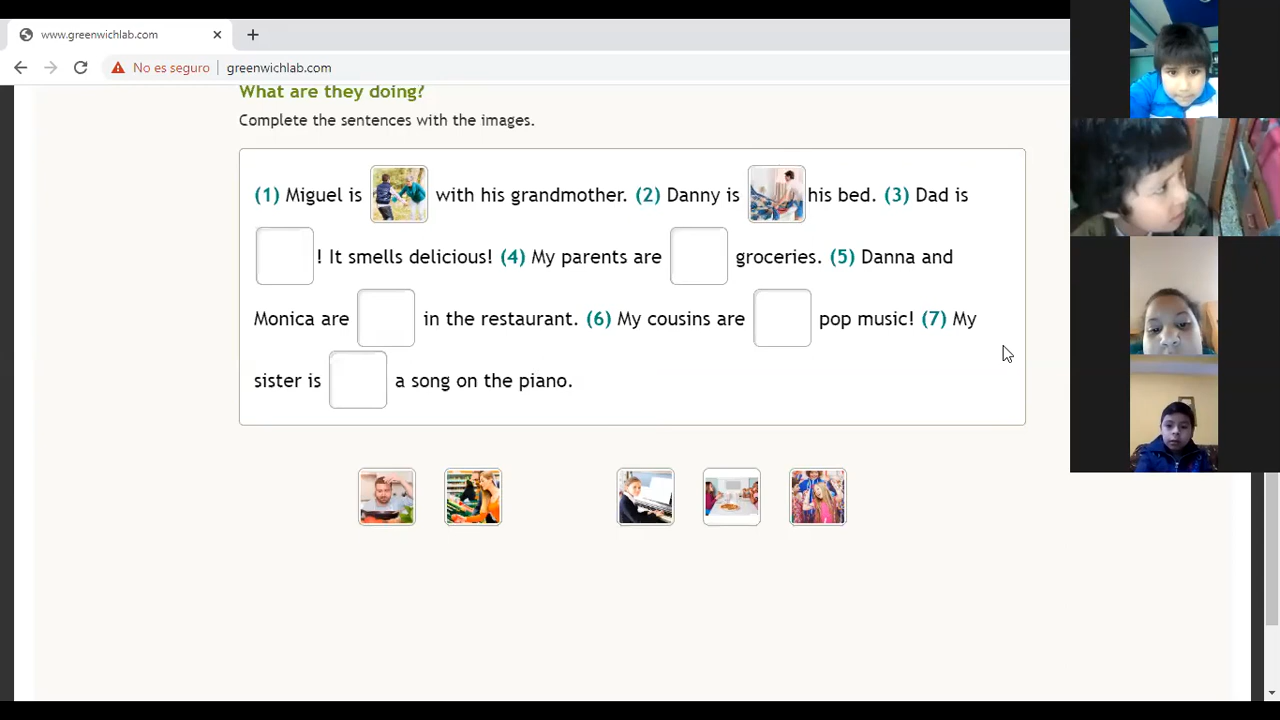 www.greenwichlab.com
No es seguro greenwichlab.com
What are they doing?
Complete the sentences with the images.
(1) Miguel is with his grandmother. (2) Danny is his bed. (3) Dad is
! It smells delicious! (4) My parents are groceries. (5) Danna and
Monica are in the restaurant. (6) My cousins are pop music! (7) My
sister is a song on the piano.